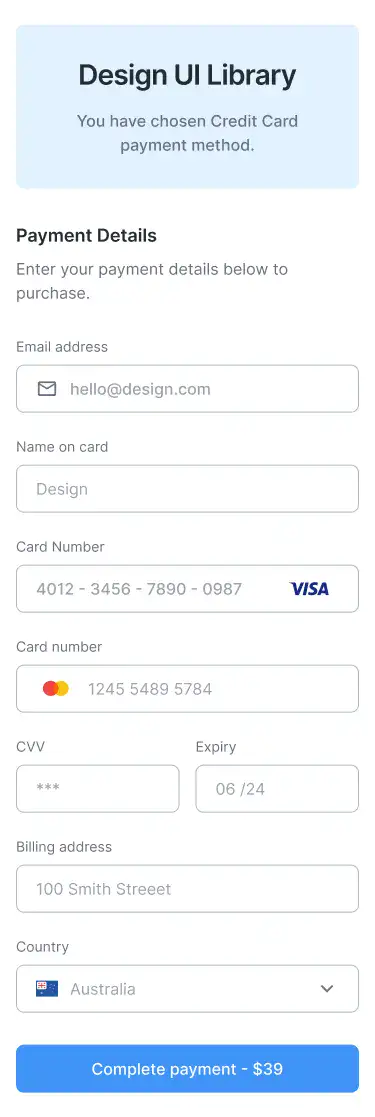 Design UI Library
You have chosen Credit Card
payment method.
Payment Details
Enter your payment details below to
purchase.
Email address
hello@design.com
Name on card
Design
Card Number
4012 - 3456 - 7890 - 0987 VISA
Card number
1245 5489 5784
CVV Expiry
*** 06 /24
Billing address
100 Smith Streeet
Country
Australia
Complete payment - $39